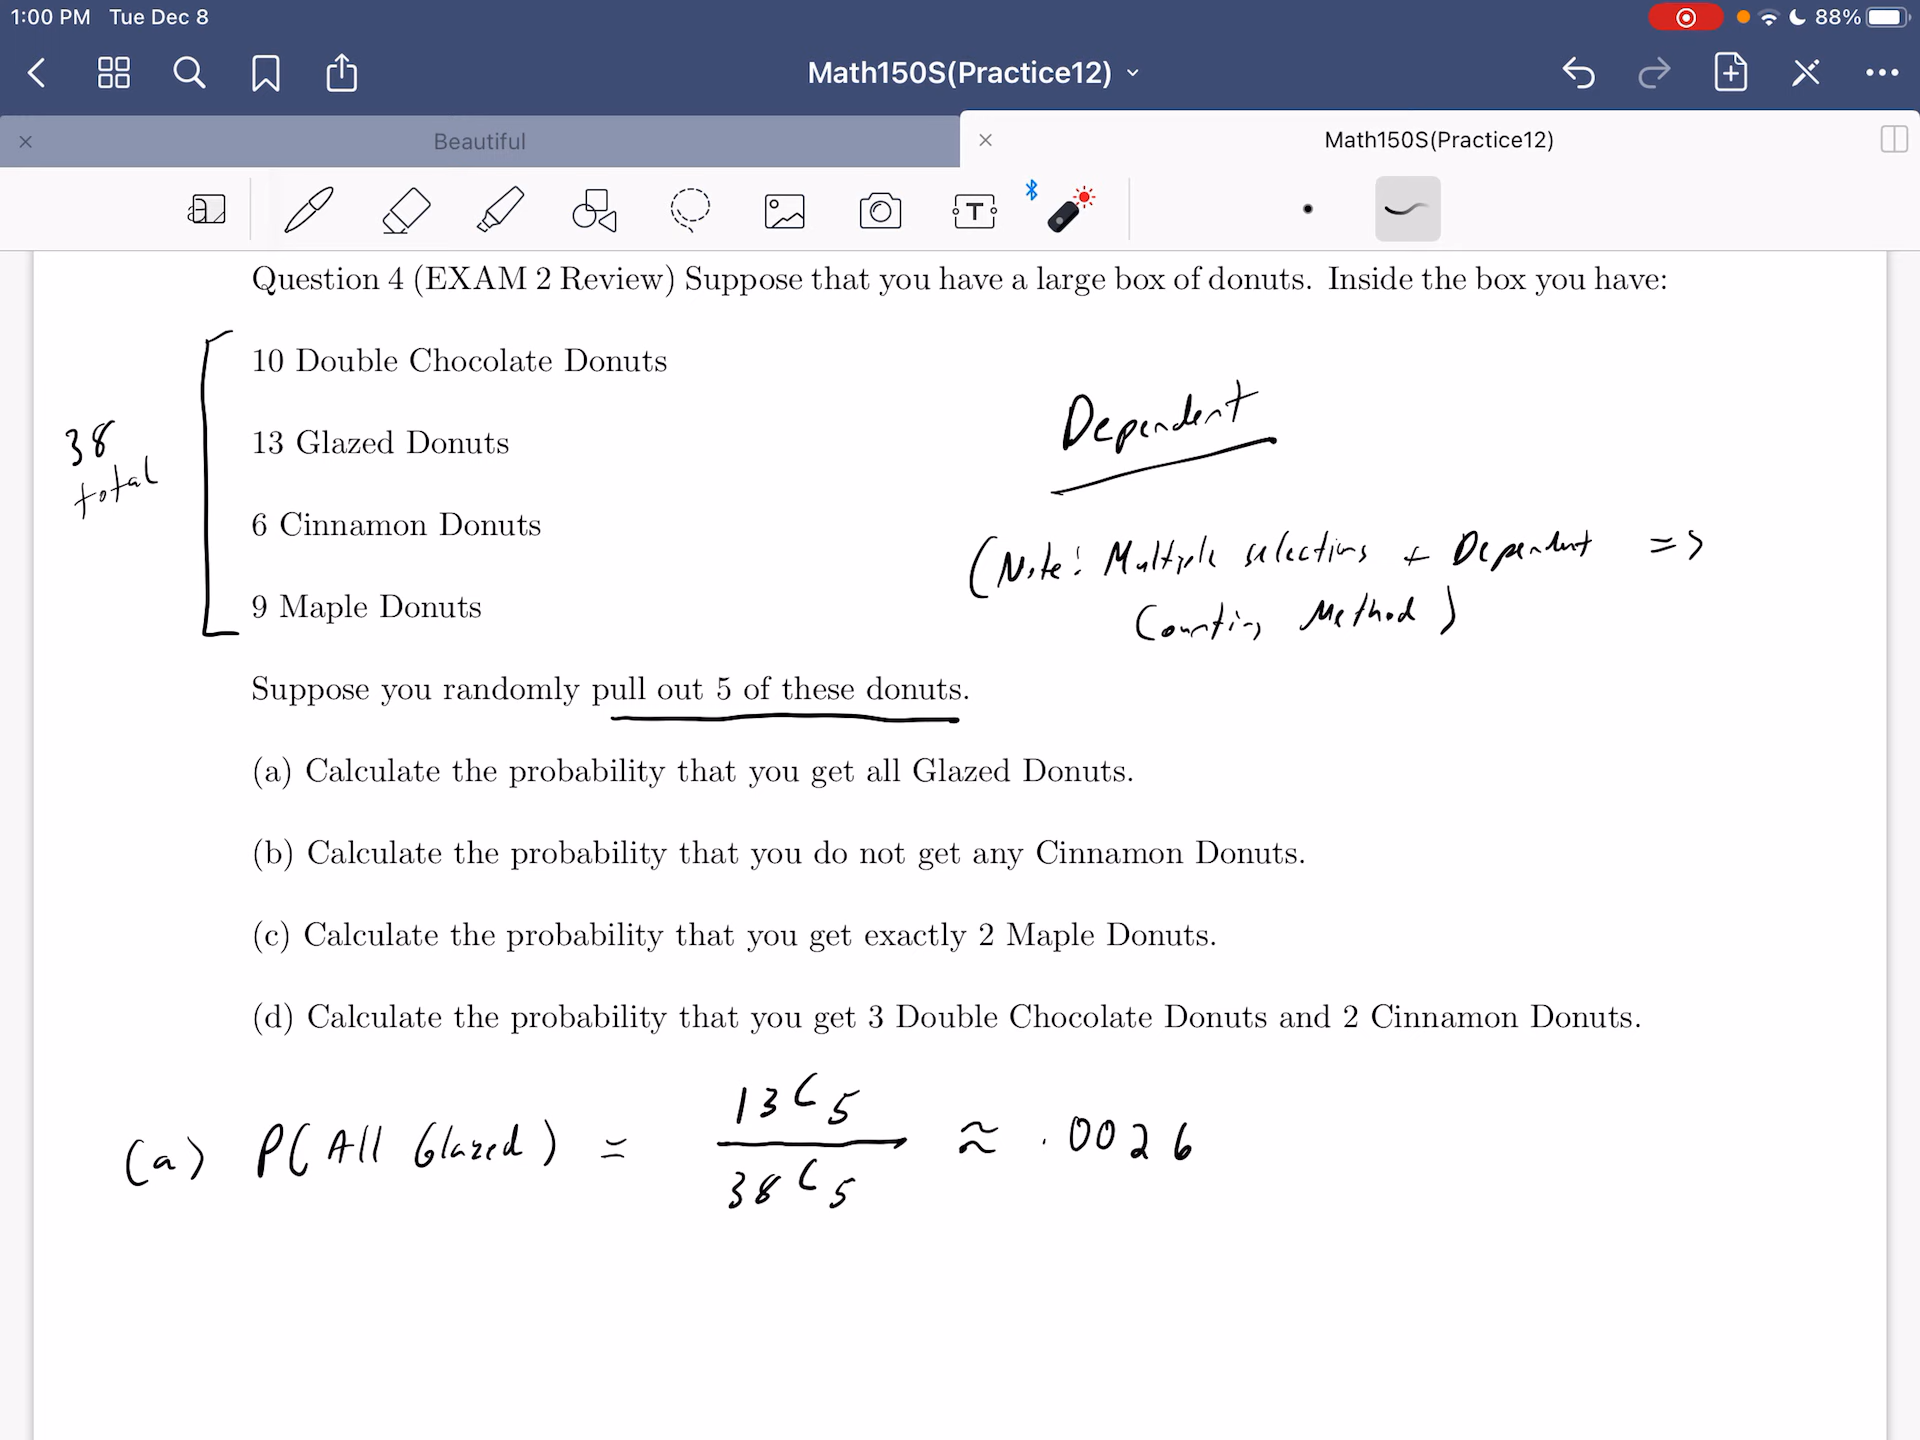 1:00 PM Tue Dec 8
88%
Math150S(Practice12)
Beautiful
Math150S(Practice12)
T
Question 4 (EXAM 2 Review) Suppose that you have a large box of donuts. Inside the box you have:
10 Double Chocolate Donuts
Dependent
38
total
13 Glazed Donuts
6 Cinnamon Donuts
(Note: Multiple selections + Dependent =>
Counting Method)
9 Maple Donuts
Suppose you randomly pull out 5 of these donuts.
(a) Calculate the probability that you get all Glazed Donuts.
(b) Calculate the probability that you do not get any Cinnamon Donuts.
(c) Calculate the probability that you get exactly 2 Maple Donuts.
(d) Calculate the probability that you get 3 Double Chocolate Donuts and 2 Cinnamon Donuts.
(a) P(All Glazed) = 13C5 / 38C5 ≈ .0026